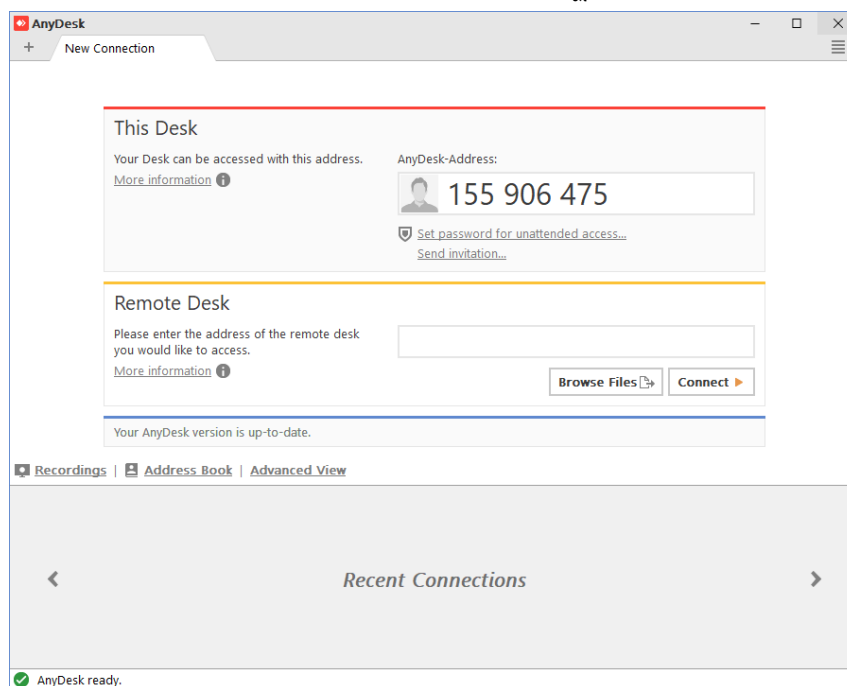 AnyDesk
New Connection
This Desk
Your Desk can be accessed with this address.
More information
AnyDesk-Address:
155 906 475
Set password for unattended access...
Send invitation...
Remote Desk
Please enter the address of the remote desk
you would like to access.
More information
Browse Files
Connect
Your AnyDesk version is up-to-date.
Recordings | Address Book | Advanced View
Recent Connections
AnyDesk ready.